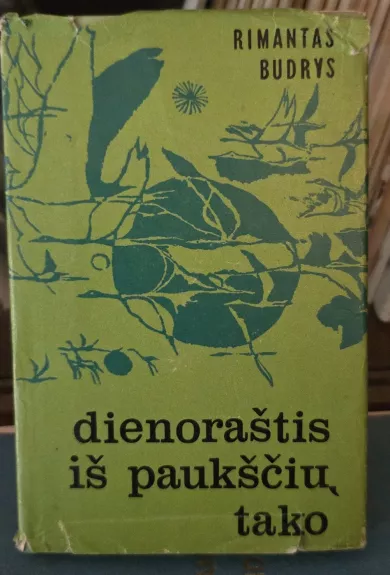 RIMANTAS
BUDRYS
dienoraštis
iš paukščių
tako